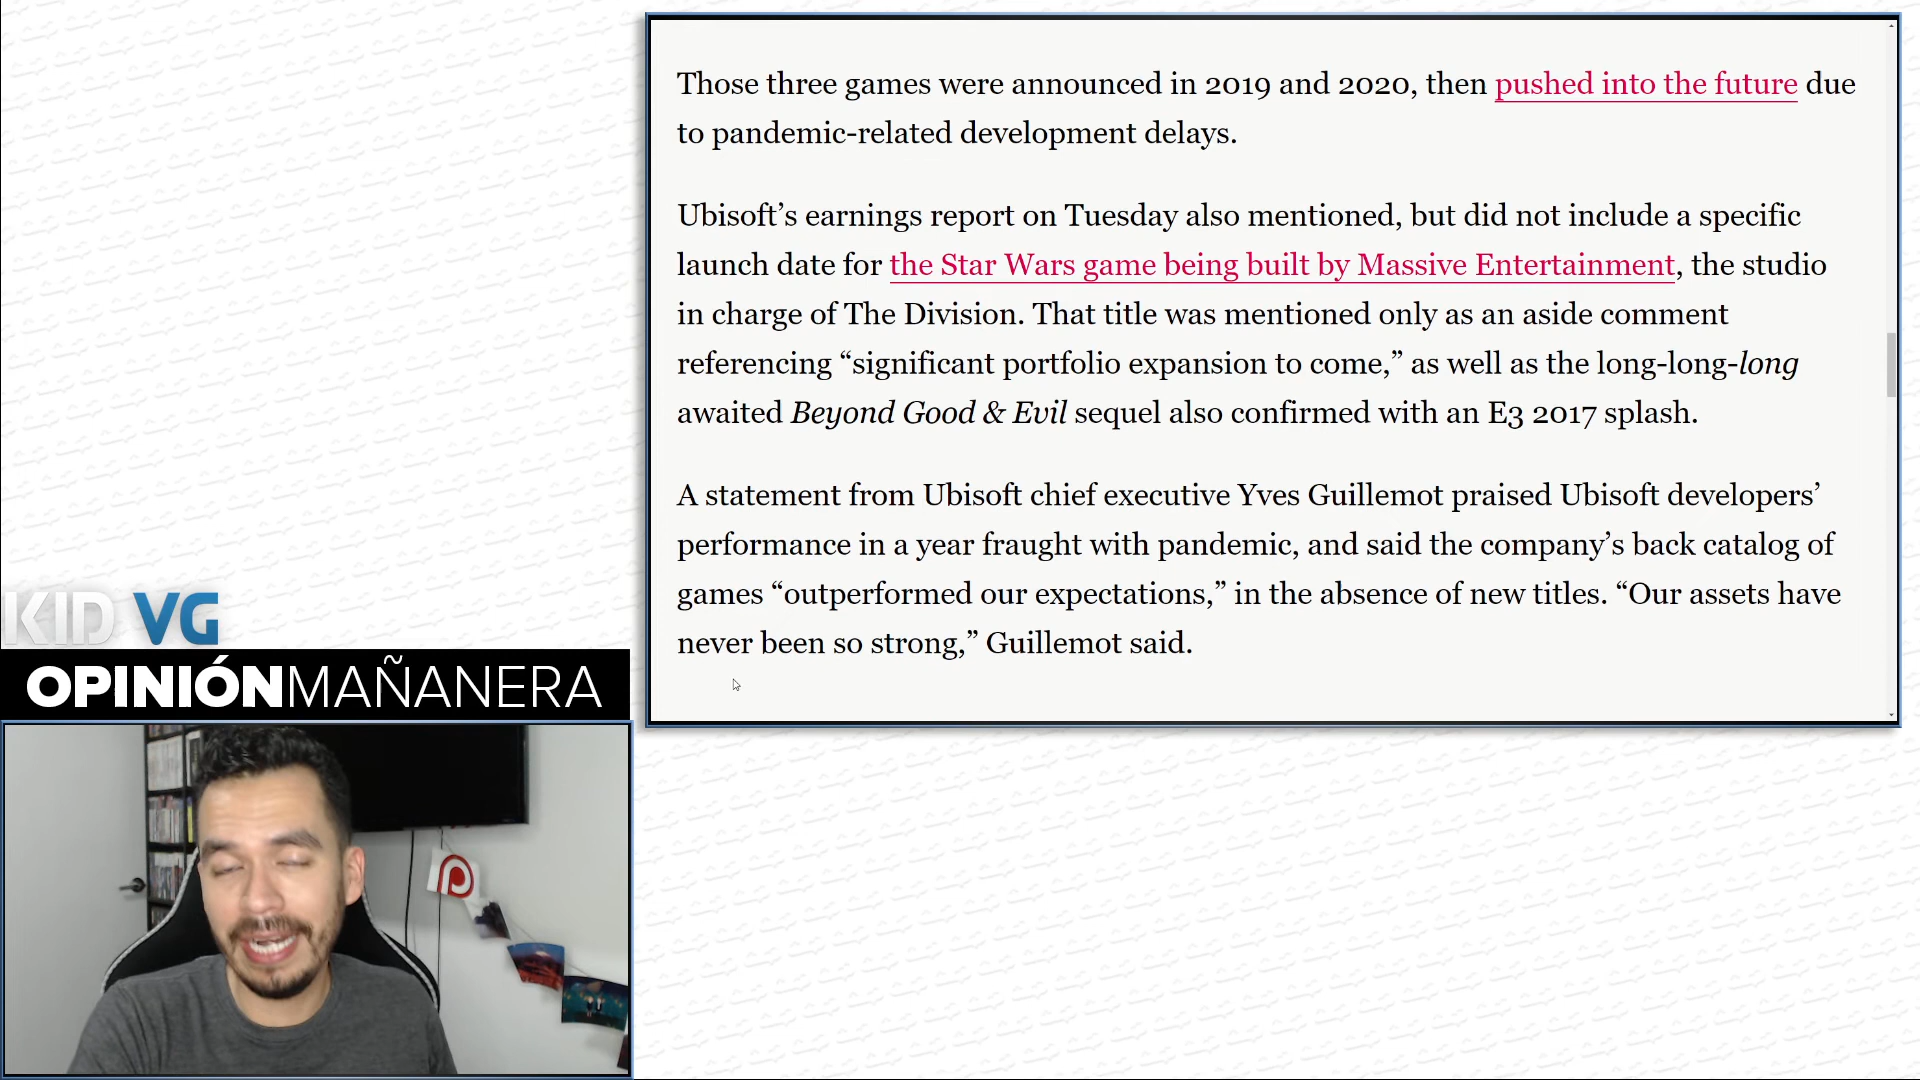 Those three games were announced in 2019 and 2020, then pushed into the future due
to pandemic-related development delays.
Ubisoft’s earnings report on Tuesday also mentioned, but did not include a specific
launch date for the Star Wars game being built by Massive Entertainment, the studio
in charge of The Division. That title was mentioned only as an aside comment
referencing “significant portfolio expansion to come,” as well as the long-long-long
awaited Beyond Good & Evil sequel also confirmed with an E3 2017 splash.
A statement from Ubisoft chief executive Yves Guillemot praised Ubisoft developers’
performance in a year fraught with pandemic, and said the company’s back catalog of
games “outperformed our expectations,” in the absence of new titles. “Our assets have
never been so strong,” Guillemot said.
KID VG
OPINIÓNMAÑANERA